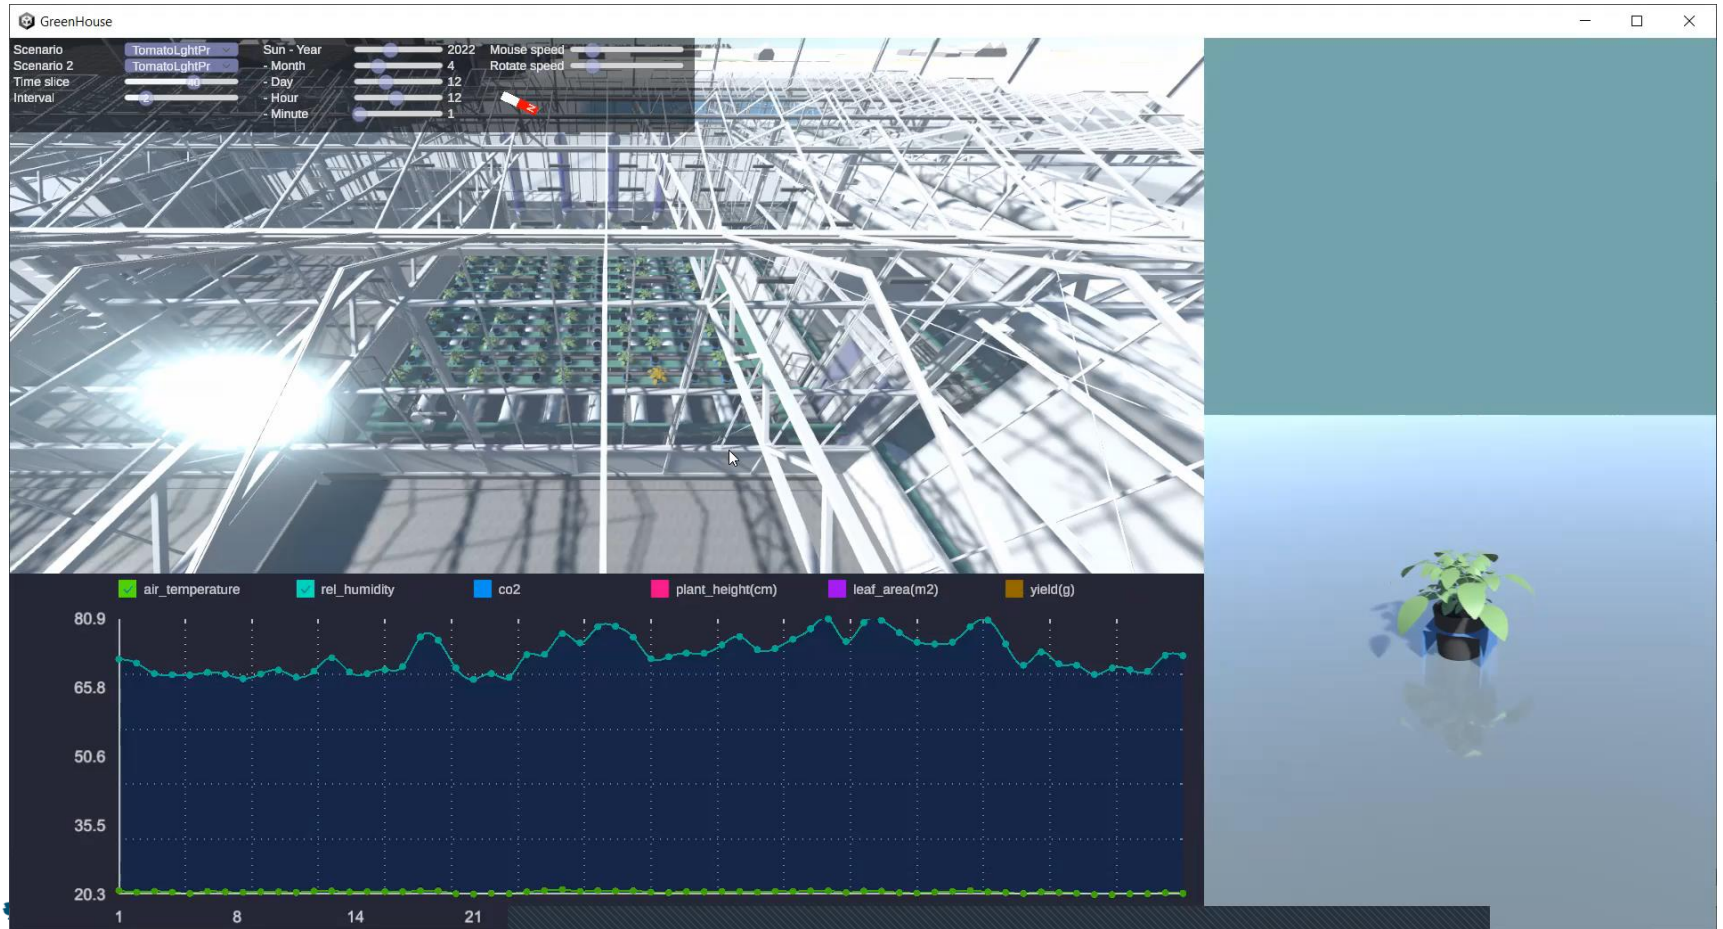 GreenHouse
Scenario TomatoLghtPr Sun - Year 2022 Mouse speed
Scenario 2 TomatoLghtPr - Month 4 Rotate speed
Time slice 40 - Day 12
Interval 2 - Hour 12
- Minute 1
N
air_temperature rel_humidity co2 plant_height(cm) leaf_area(m2) yield(g)
80.9
65.8
50.6
35.5
20.3
1 8 14 21